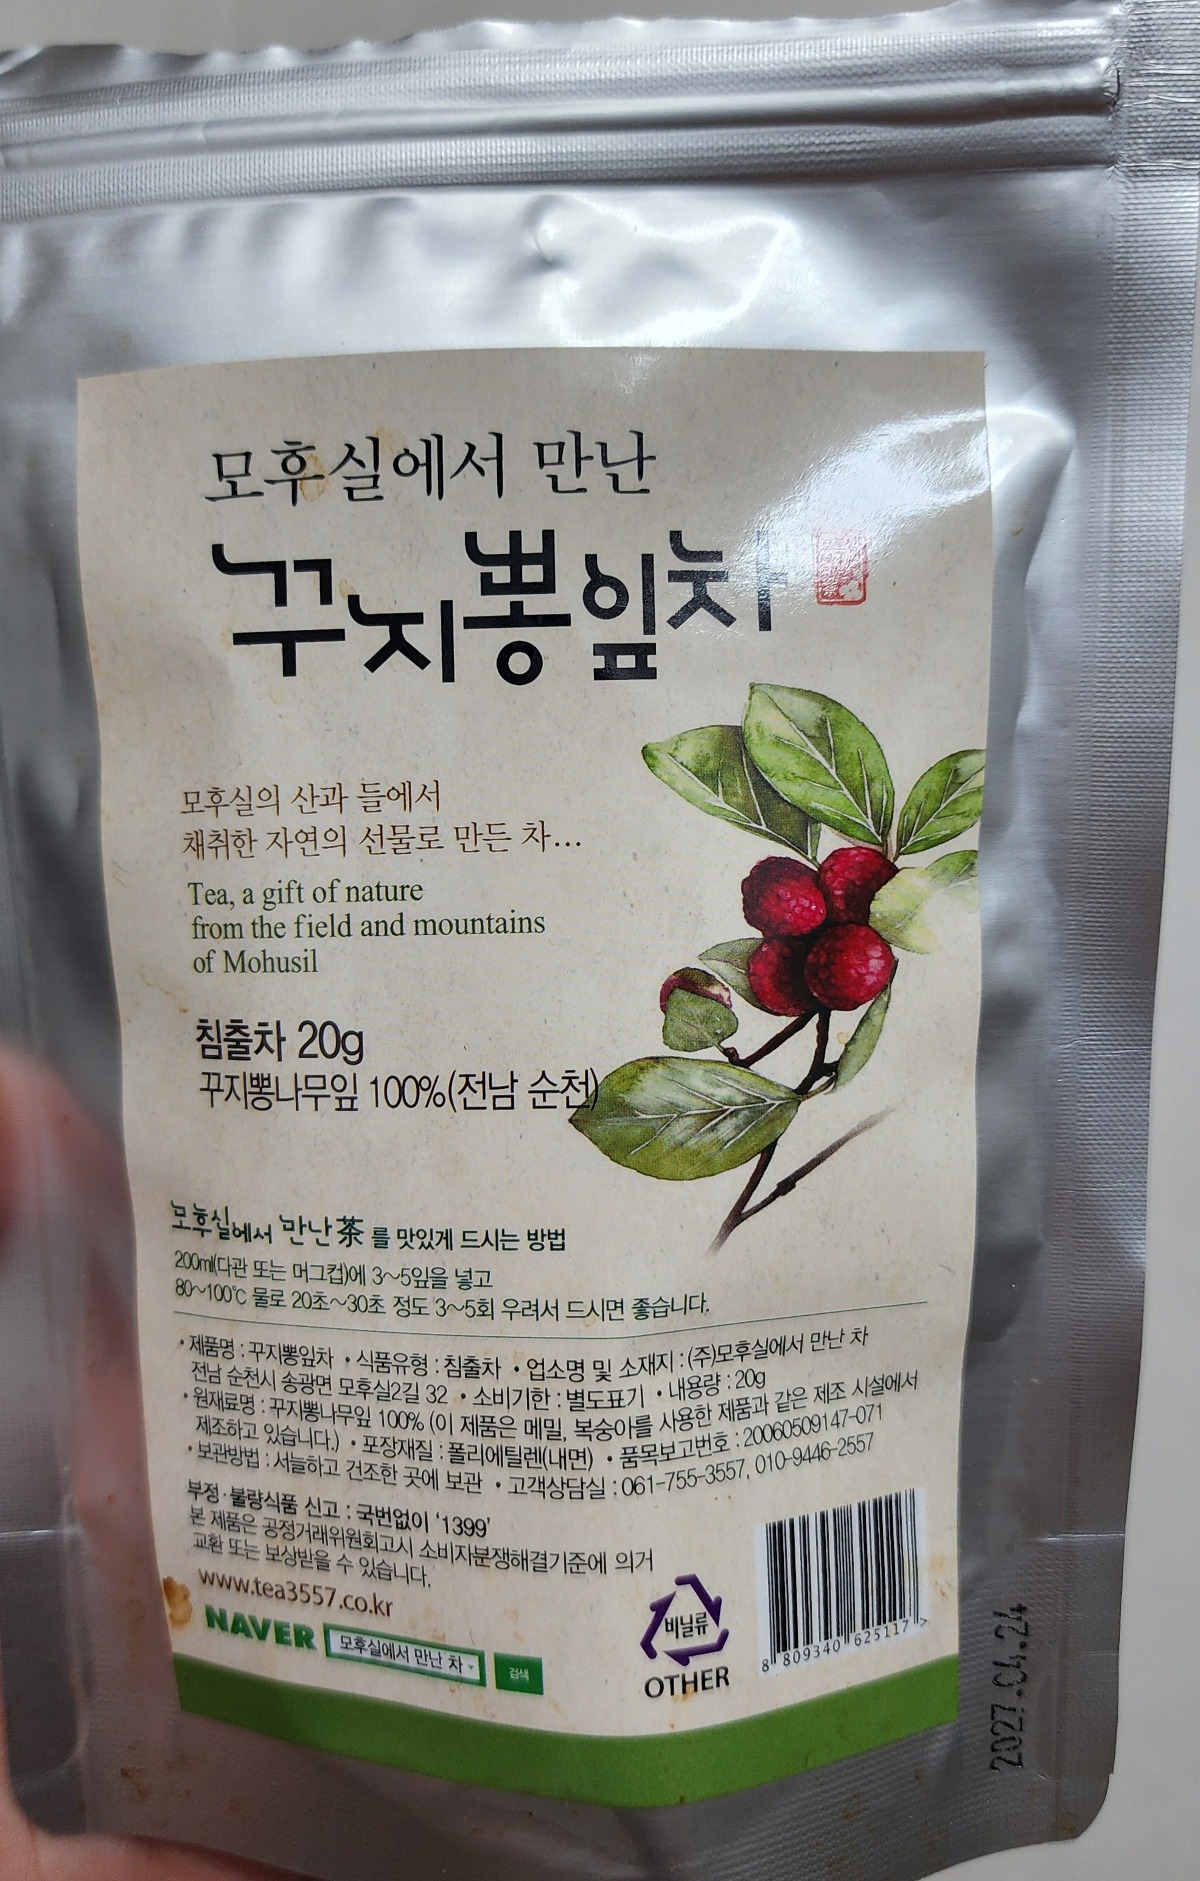 모후실에서 만난
꾸지뽕잎차
모후실의 산과 들에서
채취한 자연의 선물로 만든 차...
Tea, a gift of nature
from the field and mountains
of Mohusil
침출차 20g
꾸지뽕나무잎 100%(전남 순천)
모후실에서 만난 茶 를 맛있게 드시는 방법
200ml(다관 또는 머그컵)에 3~5잎을 넣고
80~100℃ 물로 20초~30초 정도 3~5회 우려서 드시면 좋습니다.
• 제품명 : 꾸지뽕잎차 • 식품유형 : 침출차 • 업소명 및 소재지 : (주)모후실에서 만난 차
전남 순천시 송광면 모후실2길 32 • 소비기한 : 별도표기 • 내용량 : 20g
• 원재료명 : 꾸지뽕나무잎 100% (이 제품은 메밀, 복숭아를 사용한 제품과 같은 제조 시설에서
제조하고 있습니다.) • 포장재질 : 폴리에틸렌(내면) • 품목보고번호 : 20060509147-071
• 보관방법 : 서늘하고 건조한 곳에 보관 • 고객상담실 : 061-755-3557, 010-9446-2557
부정·불량식품 신고 : 국번없이 '1399'
본 제품은 공정거래위원회고시 소비자분쟁해결기준에 의거
교환 또는 보상받을 수 있습니다.
www.tea3557.co.kr
NAVER 모후실에서 만난 차 검색
비닐류
OTHER
8 809340 625117 >
2027.04.24